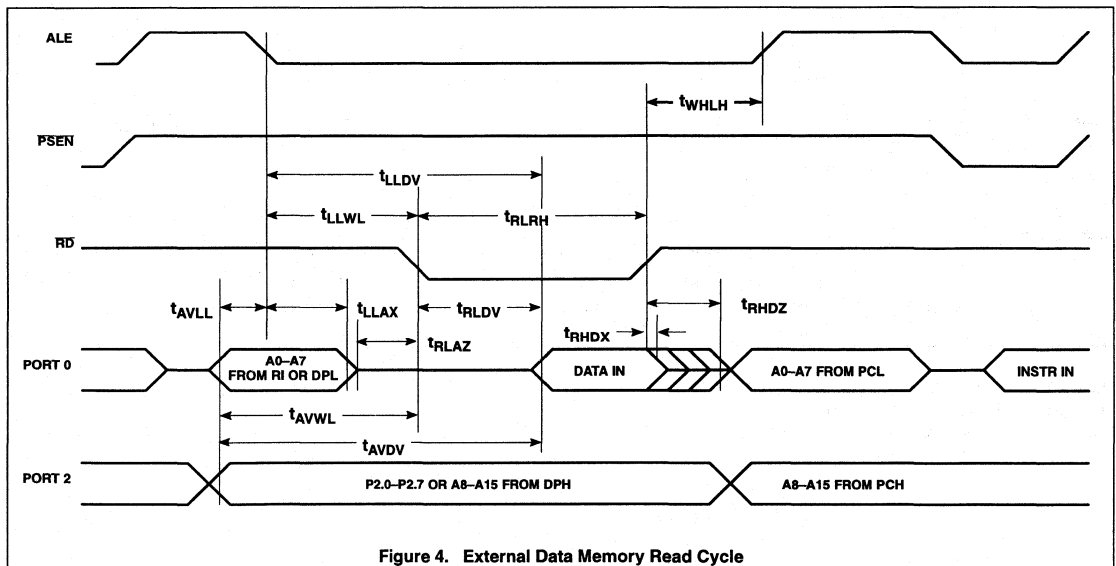 ALE
tWHLH
PSEN
tLLDV
tLLWL
tRLRH
RD
tAVLL
tLLAX
tRLDV
tRHDZ
tRHDX
tRLAZ
PORT 0
A0–A7
FROM RI OR DPL
DATA IN
A0–A7 FROM PCL
INSTR IN
tAVWL
tAVDV
PORT 2
P2.0–P2.7 OR A8–A15 FROM DPH
A8–A15 FROM PCH
Figure 4. External Data Memory Read Cycle